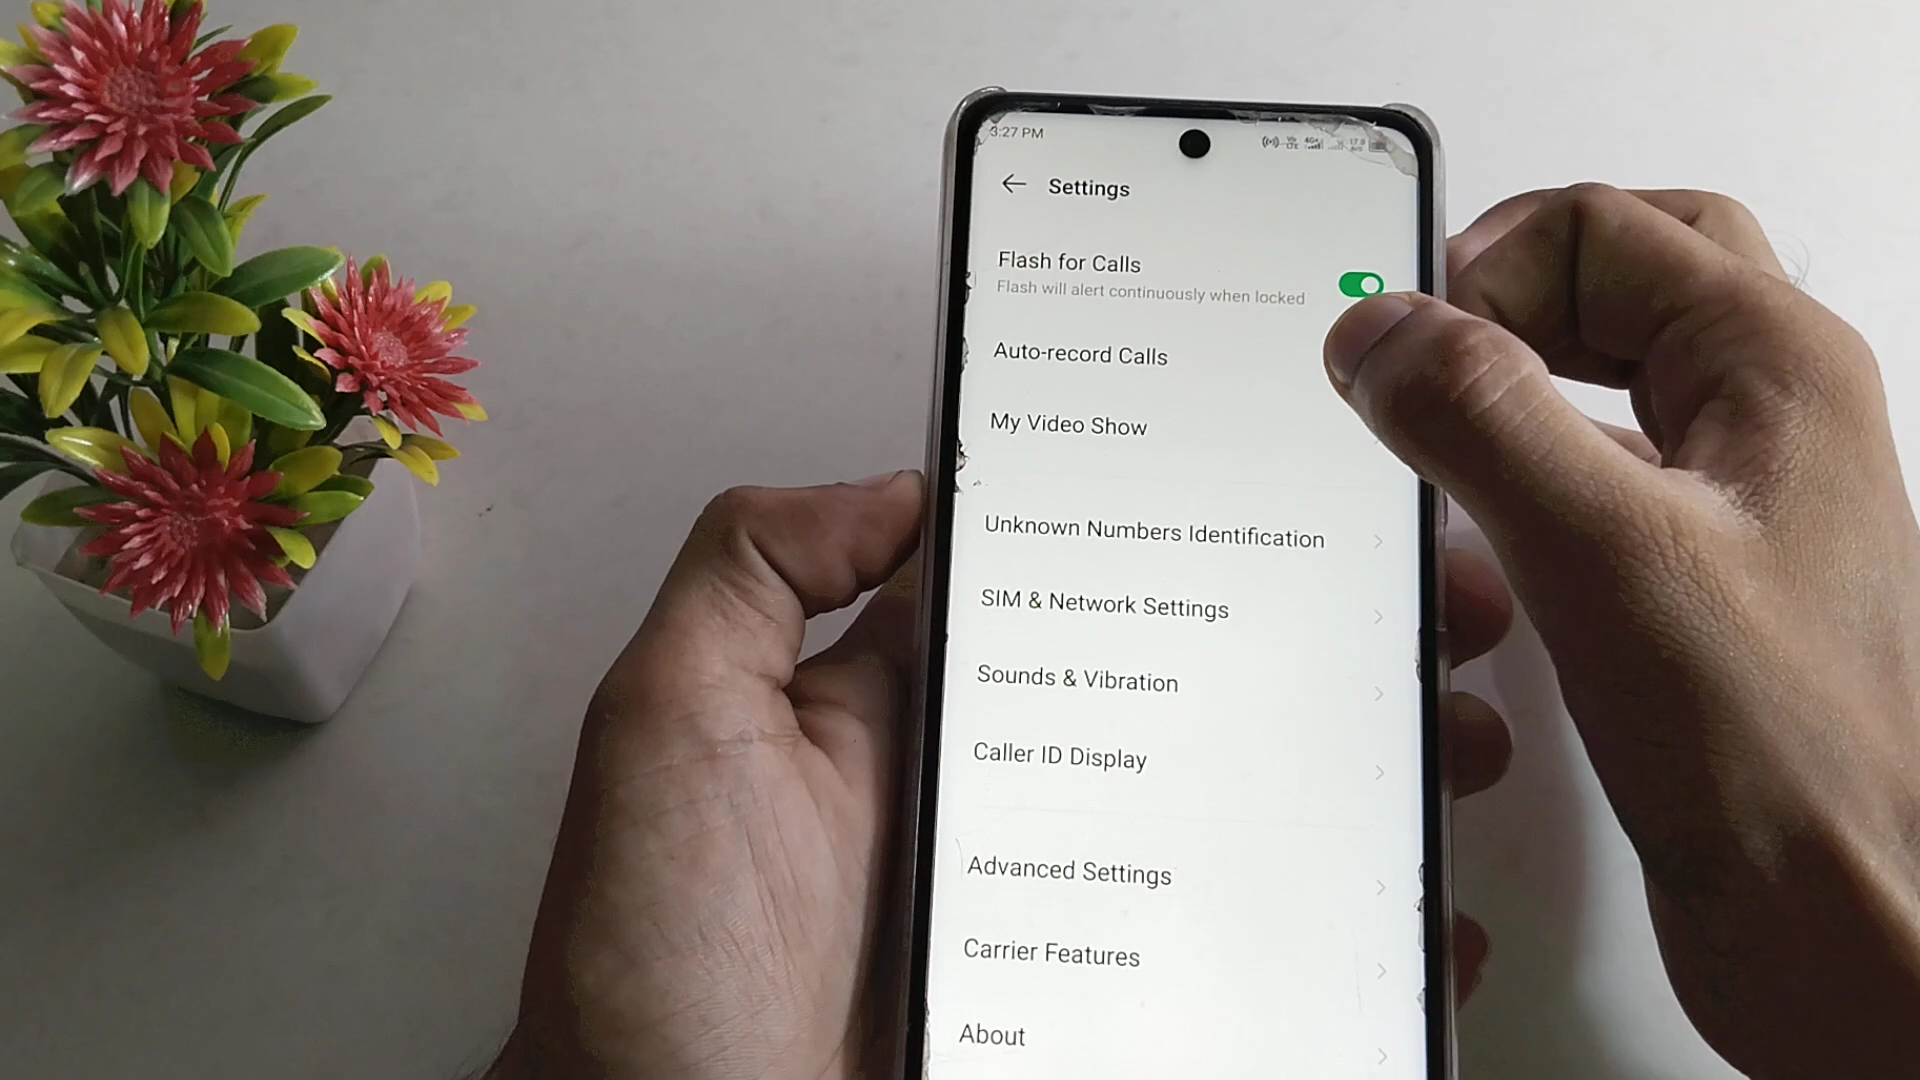 3:27 PM
Settings
Flash for Calls
Flash will alert continuously when locked
Auto-record Calls
My Video Show
Unknown Numbers Identification
SIM & Network Settings
Sounds & Vibration
Caller ID Display
Advanced Settings
Carrier Features
About